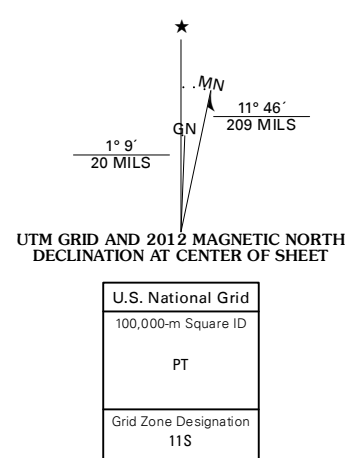 ★
MN
GN
11° 46´
209 MILS
1° 9´
20 MILS
UTM GRID AND 2012 MAGNETIC NORTH
DECLINATION AT CENTER OF SHEET
U.S. National Grid
100,000-m Square ID
PT
Grid Zone Designation
11S